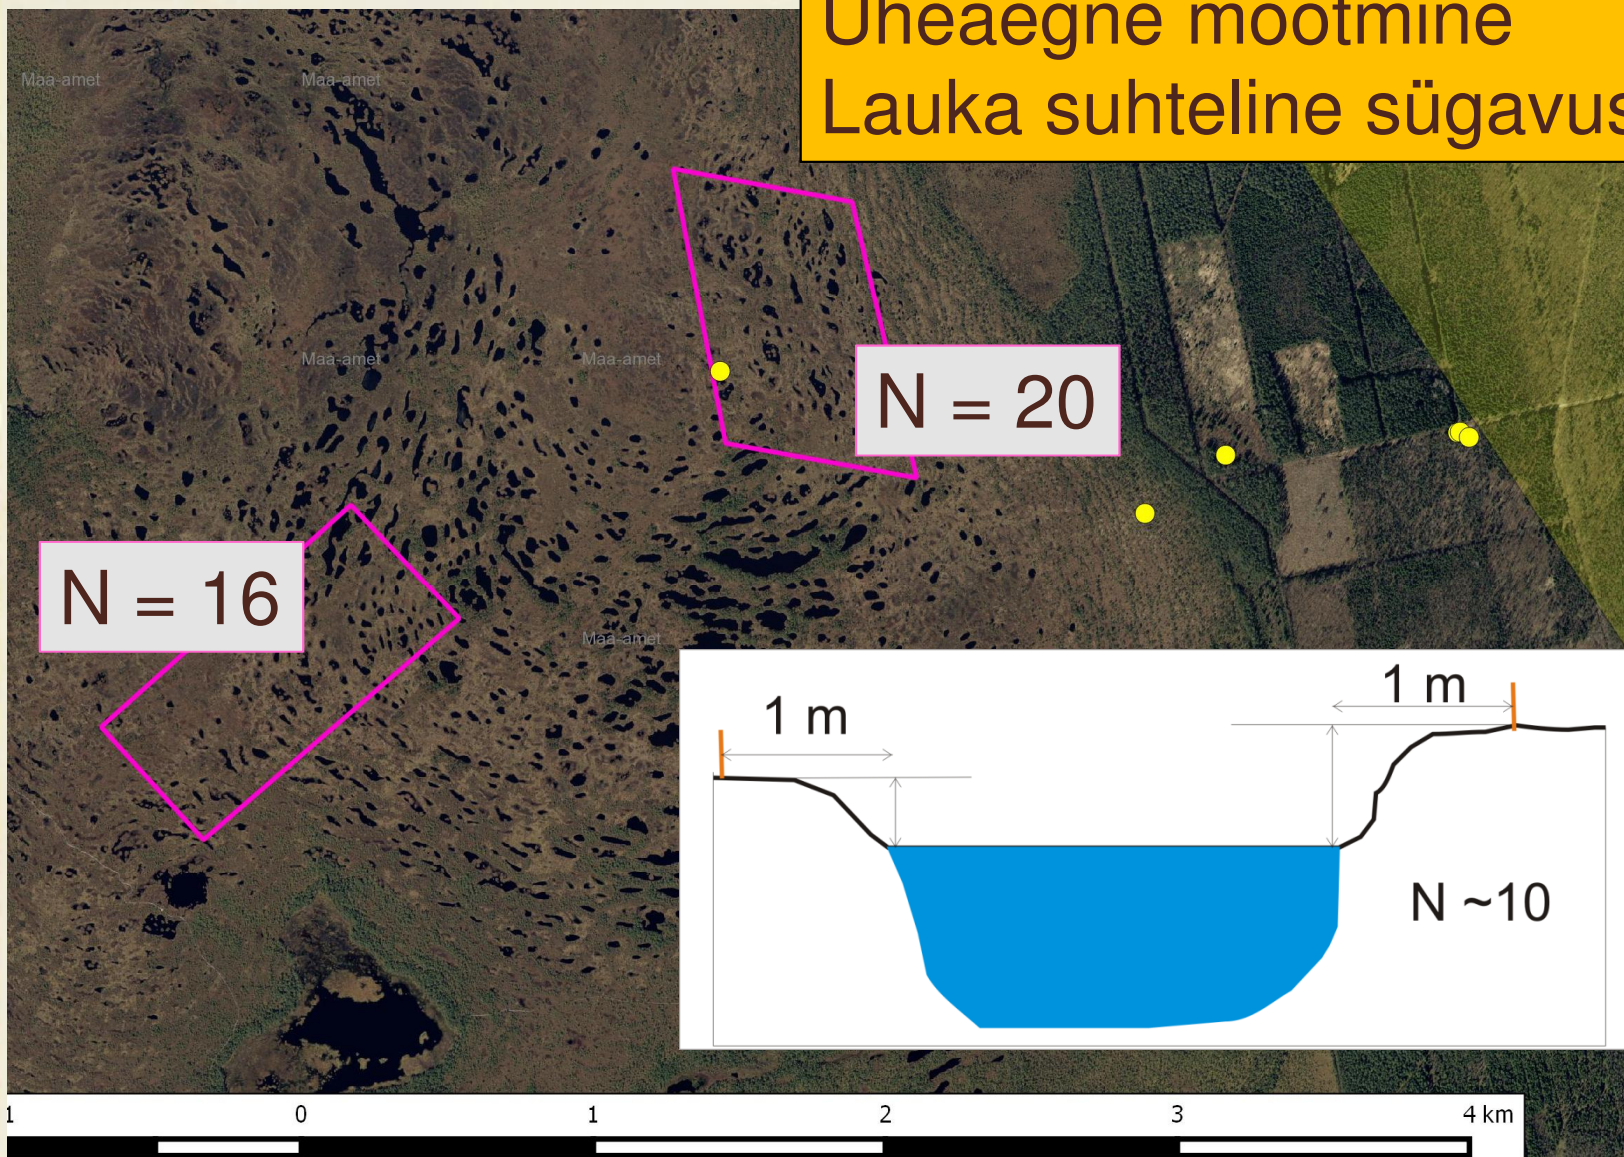 Üheaegne mõõtmine
Lauka suhteline sügavus
Maa-amet
Maa-amet
Maa-amet
Maa-amet
N = 20
N = 16
Maa-amet
1 m
1 m
N ~10
1
0
1
2
3
4 km